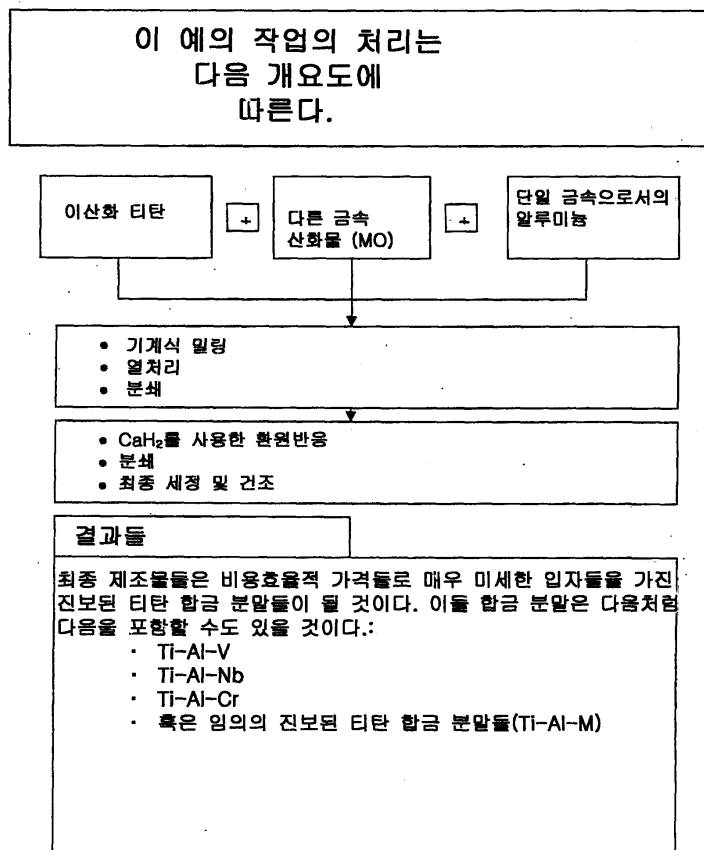 이 예의 작업의 처리는
다음 개요도에
따른다.
이산화 티탄
+
다른 금속
산화물 (MO)
+
단일 금속으로서의
알루미늄
• 기계식 밀링
• 열처리
• 분쇄
• CaH₂를 사용한 환원반응
• 분쇄
• 최종 세정 및 건조
결과들
최종 제조물들은 비용효율적 가격들로 매우 미세한 입자들을 가진
진보된 티탄 합금 분말들이 될 것이다. 이들 합금 분말은 다음처럼
다음을 포함할 수도 있을 것이다.:
· Ti-Al-V
· Ti-Al-Nb
· Ti-Al-Cr
· 혹은 임의의 진보된 티탄 합금 분말들(Ti-Al-M)